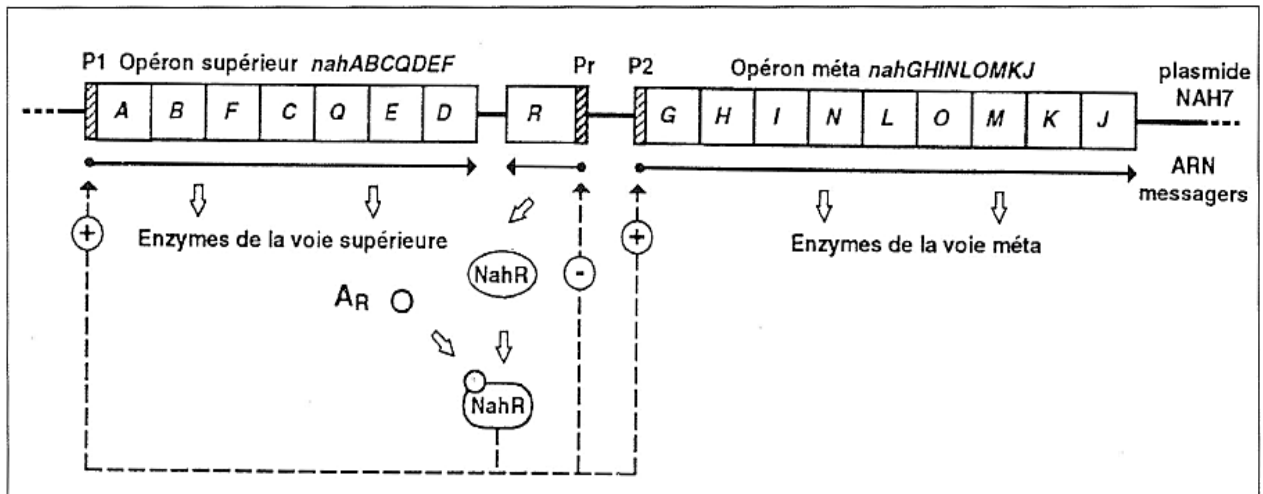 P1 Opéron supérieur nahABCQDEF Pr P2 Opéron méta nahGHINLOMKJ plasmide NAH7
A B F C Q E D R G H I N L O M K J
ARN messagers
+ Enzymes de la voie supérieure + Enzymes de la voie méta
NahR -
AR
NahR